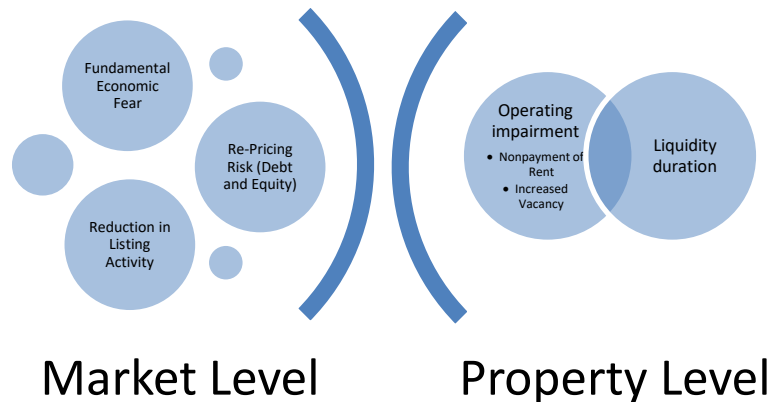 Fundamental
Economic
Fear
Re-Pricing
Risk (Debt
and Equity)
Reduction in
Listing
Activity
Operating
impairment
• Nonpayment of
Rent
• Increased
Vacancy
Liquidity
duration
Market Level
Property Level